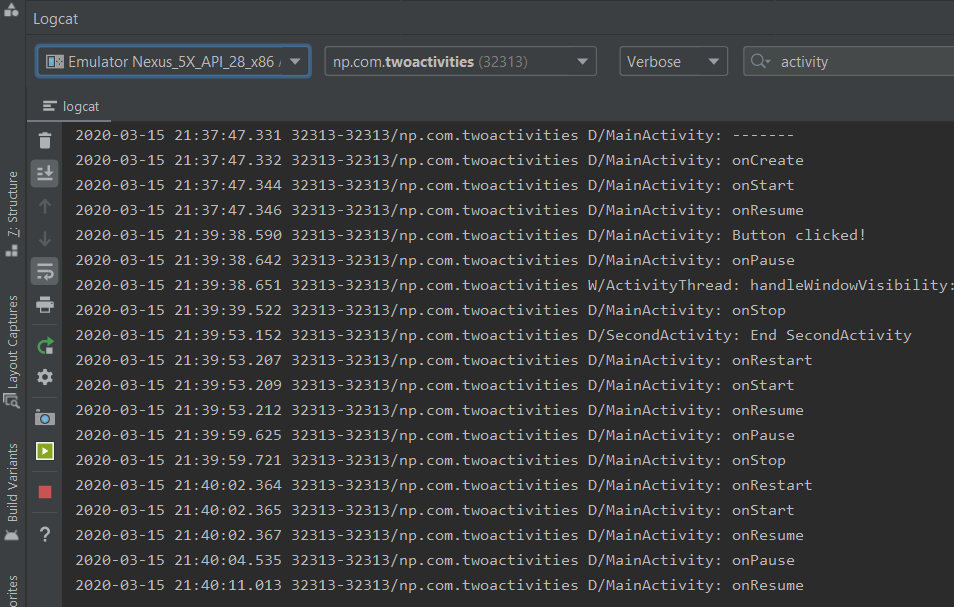 Logcat
Emulator Nexus_5X_API_28_x86
np.com.twoactivities (32313)
Verbose
activity
logcat
2020-03-15 21:37:47.331 32313-32313/np.com.twoactivities D/MainActivity: -------
2020-03-15 21:37:47.332 32313-32313/np.com.twoactivities D/MainActivity: onCreate
2020-03-15 21:37:47.344 32313-32313/np.com.twoactivities D/MainActivity: onStart
2020-03-15 21:37:47.346 32313-32313/np.com.twoactivities D/MainActivity: onResume
2020-03-15 21:39:38.590 32313-32313/np.com.twoactivities D/MainActivity: Button clicked!
2020-03-15 21:39:38.642 32313-32313/np.com.twoactivities D/MainActivity: onPause
2020-03-15 21:39:38.651 32313-32313/np.com.twoactivities W/ActivityThread: handleWindowVisibility:
2020-03-15 21:39:39.522 32313-32313/np.com.twoactivities D/MainActivity: onStop
2020-03-15 21:39:53.152 32313-32313/np.com.twoactivities D/SecondActivity: End SecondActivity
2020-03-15 21:39:53.207 32313-32313/np.com.twoactivities D/MainActivity: onRestart
2020-03-15 21:39:53.209 32313-32313/np.com.twoactivities D/MainActivity: onStart
2020-03-15 21:39:53.212 32313-32313/np.com.twoactivities D/MainActivity: onResume
2020-03-15 21:39:59.625 32313-32313/np.com.twoactivities D/MainActivity: onPause
2020-03-15 21:39:59.721 32313-32313/np.com.twoactivities D/MainActivity: onStop
2020-03-15 21:40:02.364 32313-32313/np.com.twoactivities D/MainActivity: onRestart
2020-03-15 21:40:02.365 32313-32313/np.com.twoactivities D/MainActivity: onStart
2020-03-15 21:40:02.367 32313-32313/np.com.twoactivities D/MainActivity: onResume
2020-03-15 21:40:04.535 32313-32313/np.com.twoactivities D/MainActivity: onPause
2020-03-15 21:40:11.013 32313-32313/np.com.twoactivities D/MainActivity: onResume
Z: Structure
Layout Captures
Build Variants
orites